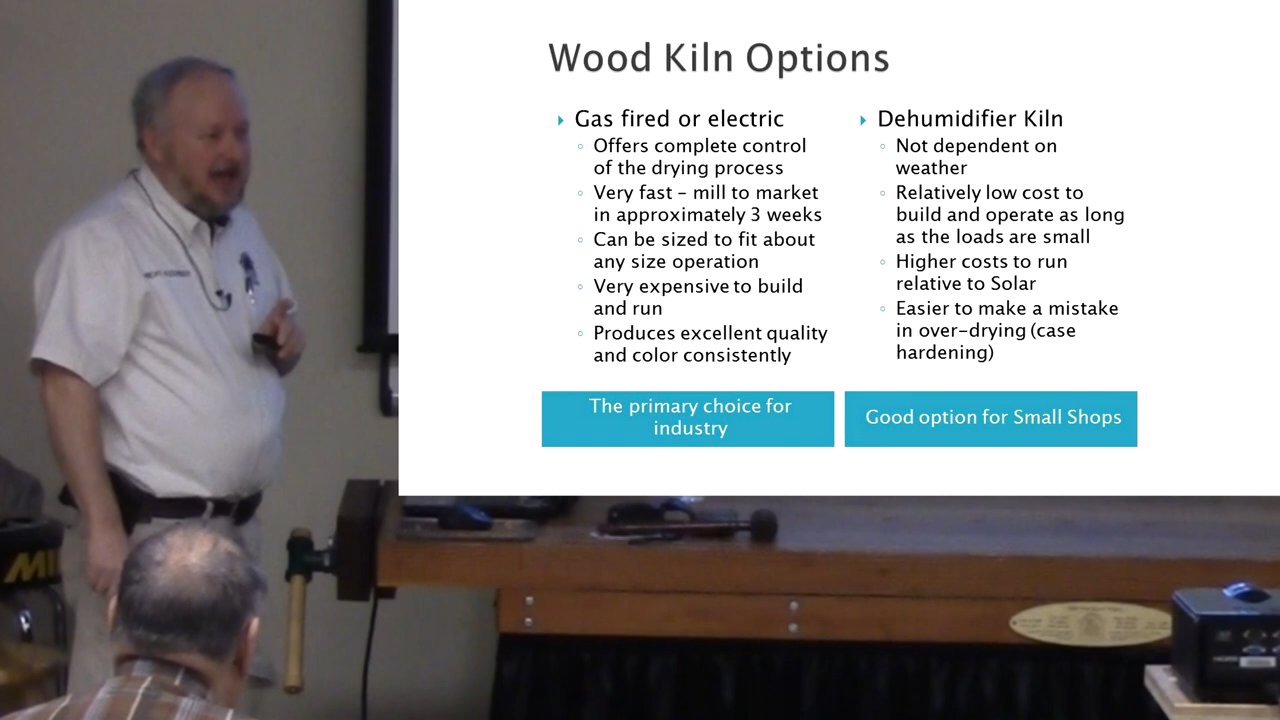 Wood Kiln Options
Gas fired or electric
Offers complete control
of the drying process
Very fast – mill to market
in approximately 3 weeks
Can be sized to fit about
any size operation
Very expensive to build
and run
Produces excellent quality
and color consistently
The primary choice for
industry
Dehumidifier Kiln
Not dependent on
weather
Relatively low cost to
build and operate as long
as the loads are small
Higher costs to run
relative to Solar
Easier to make a mistake
in over-drying (case
hardening)
Good option for Small Shops